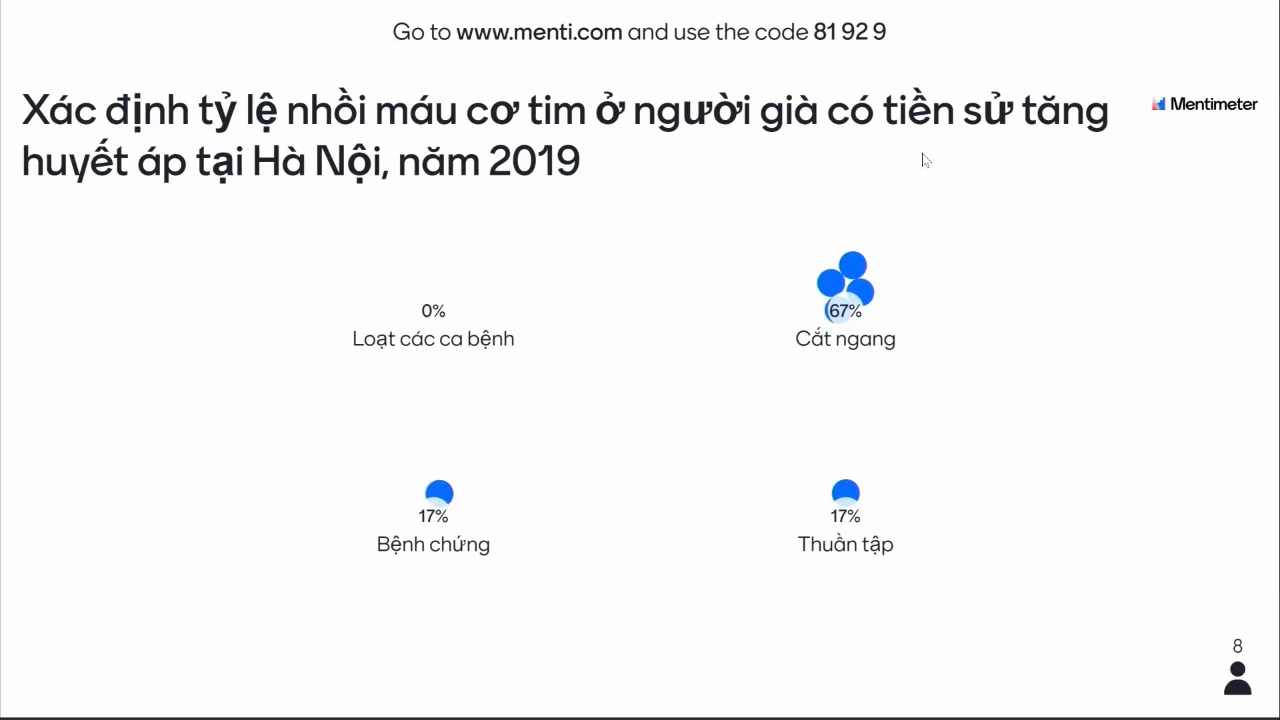 Go to www.menti.com and use the code 81 92 9
Xác định tỷ lệ nhồi máu cơ tim ở người già có tiền sử tăng
huyết áp tại Hà Nội, năm 2019
Mentimeter
0%
Loạt các ca bệnh
67%
Cắt ngang
17%
Bệnh chứng
17%
Thuần tập
8